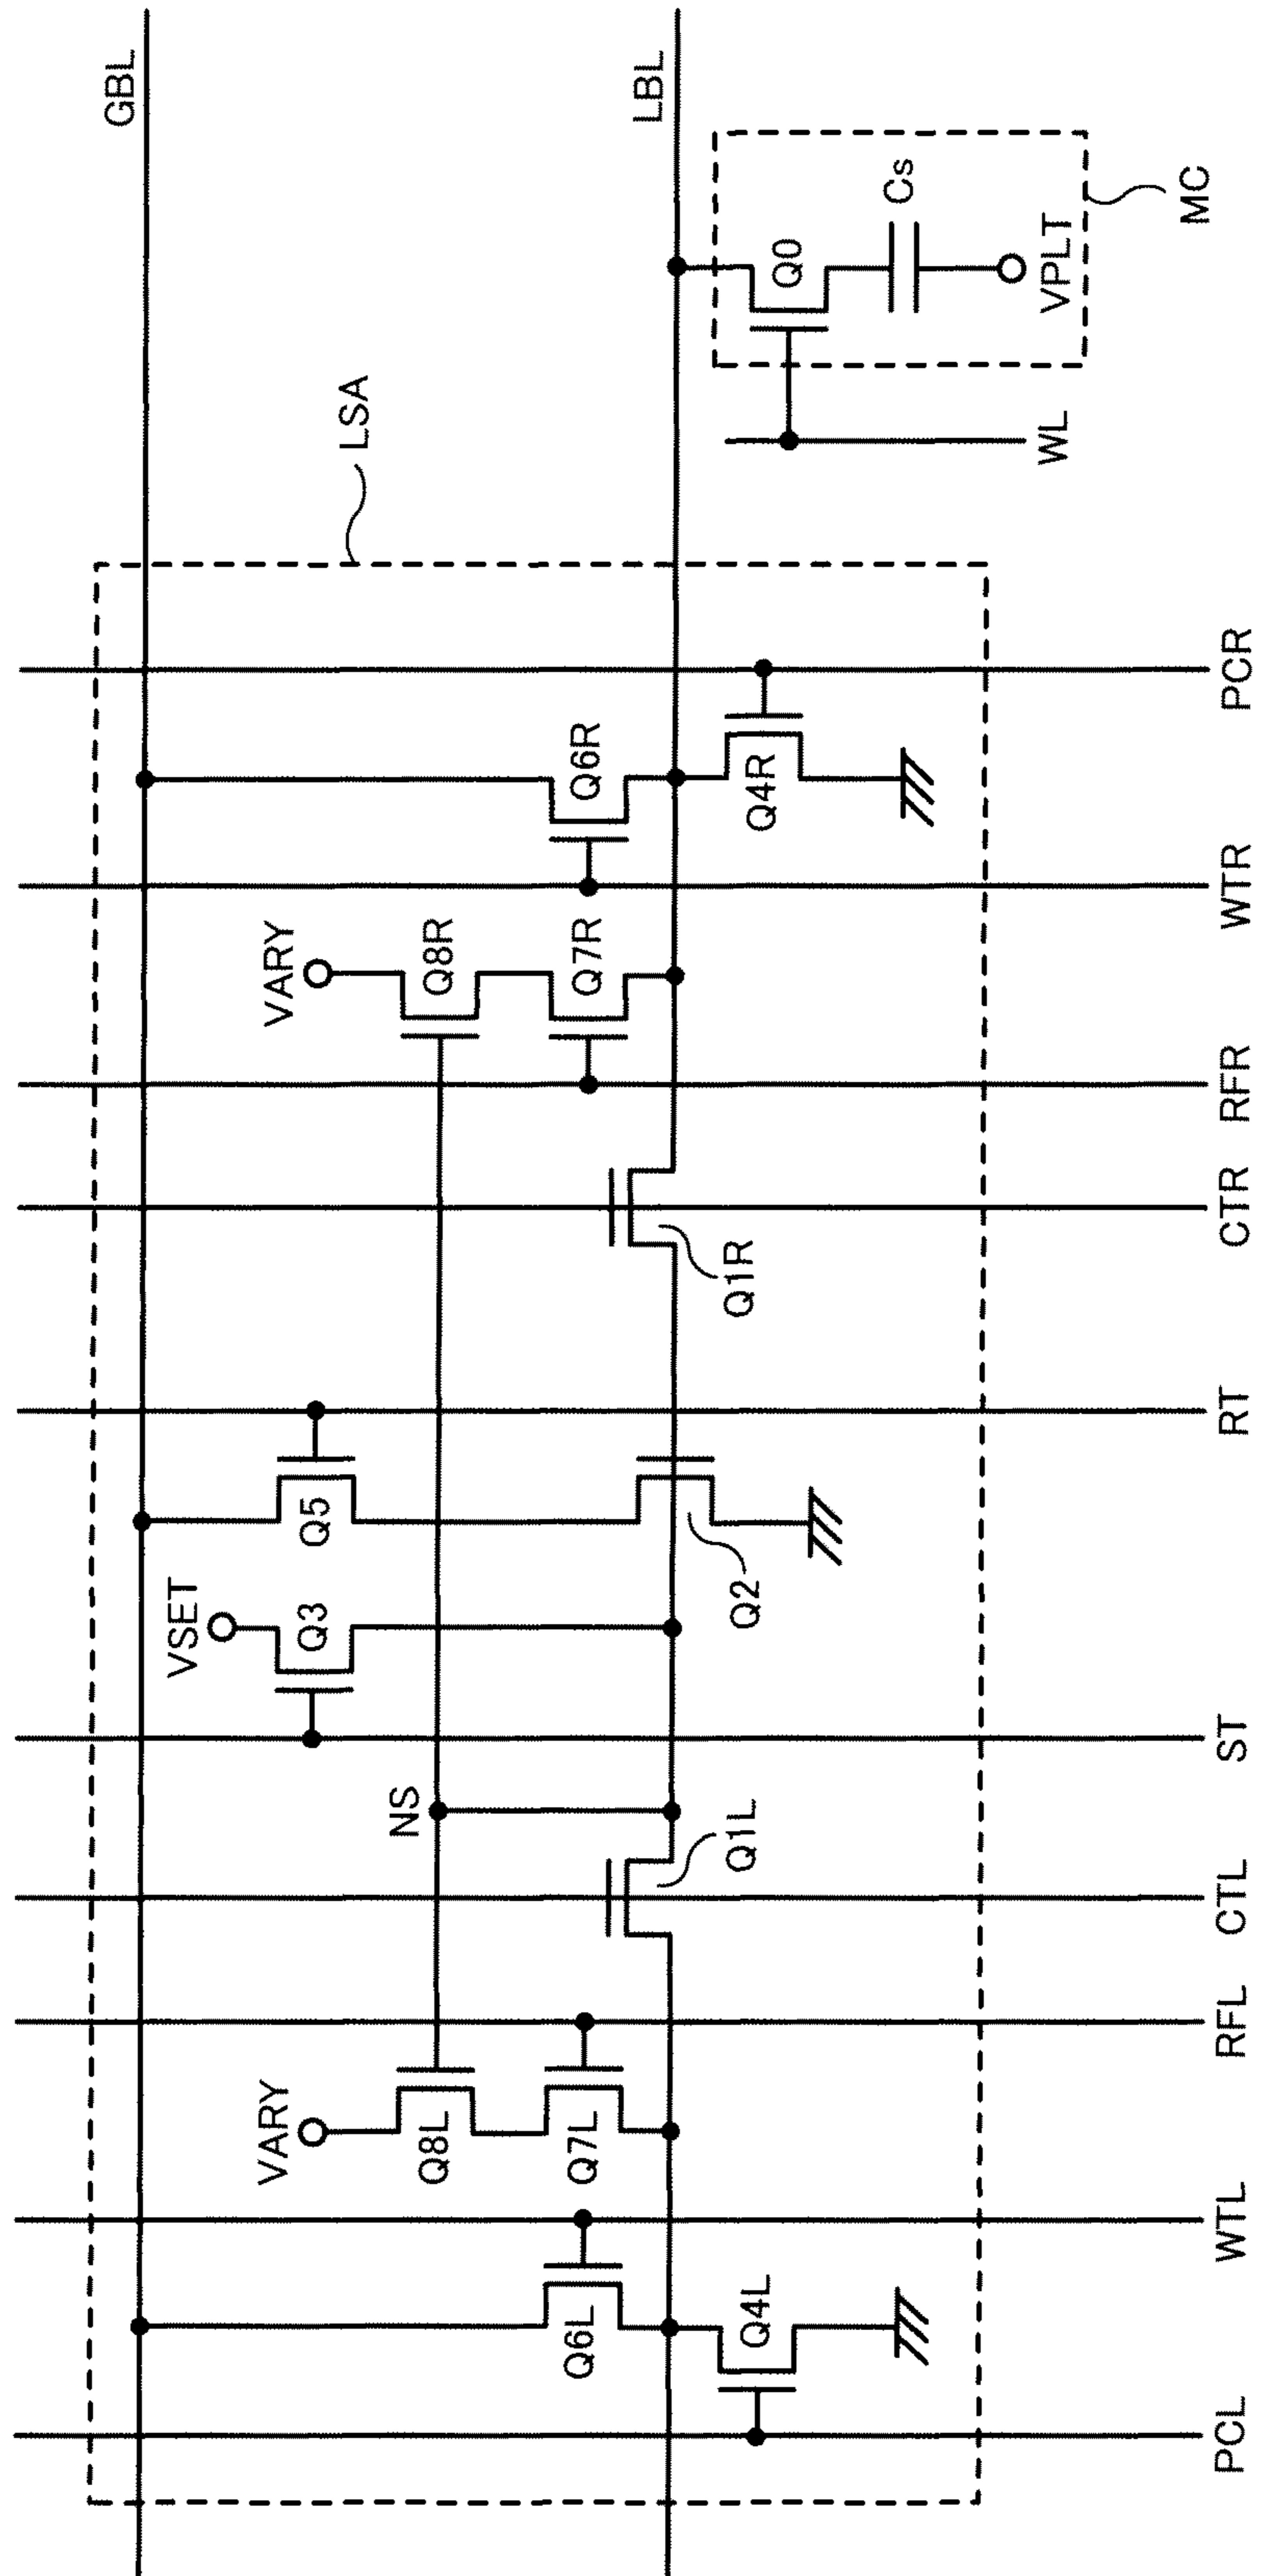 GBL
LBL
Cs
Q0
VPLT
MC
WL
LSA
PCR
Q6R
Q4R
WTR
VARY
Q8R
Q7R
RFR
CTR
Q1R
RT
Q5
Q2
VSET
Q3
ST
NS
Q1L
CTL
RFL
VARY
Q8L
Q7L
WTL
Q6L
Q4L
PCL